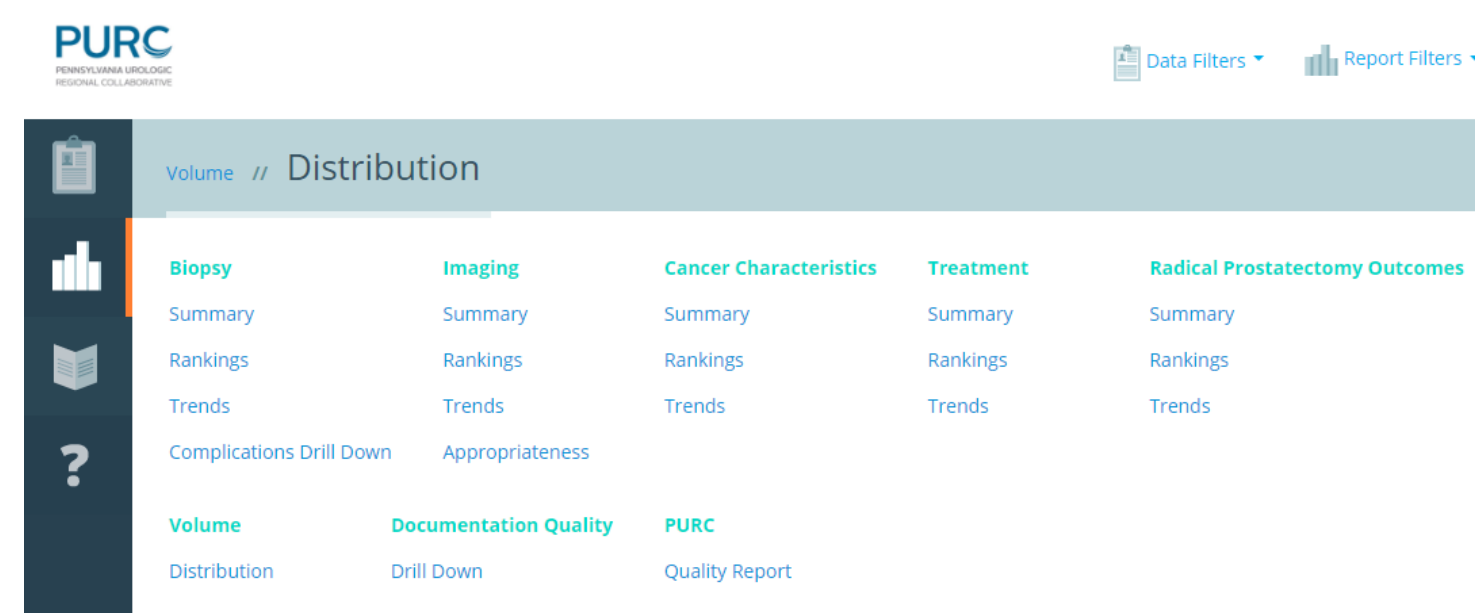 PURC
PENNSYLVANIA UROLOGIC
REGIONAL COLLABORATIVE
Data Filters
Report Filters
Volume // Distribution
Biopsy Imaging Cancer Characteristics Treatment Radical Prostatectomy Outcomes
Summary Summary Summary Summary Summary
Rankings Rankings Rankings Rankings Rankings
Trends Trends Trends Trends Trends
Complications Drill Down Appropriateness
?
Volume Documentation Quality PURC
Distribution Drill Down Quality Report